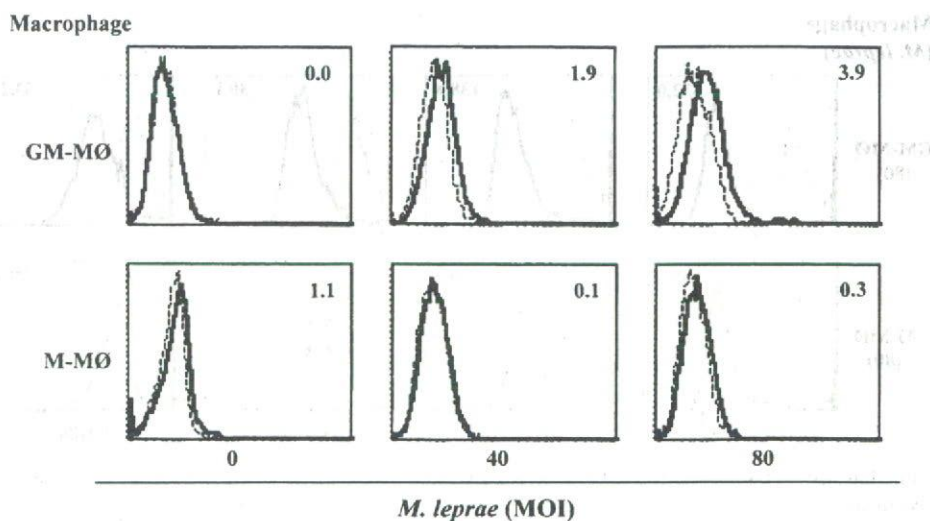 Macrophage
0.0 1.9 3.9
GM-MØ
1.1 0.1 0.3
M-MØ
0 40 80
M. leprae (MOI)